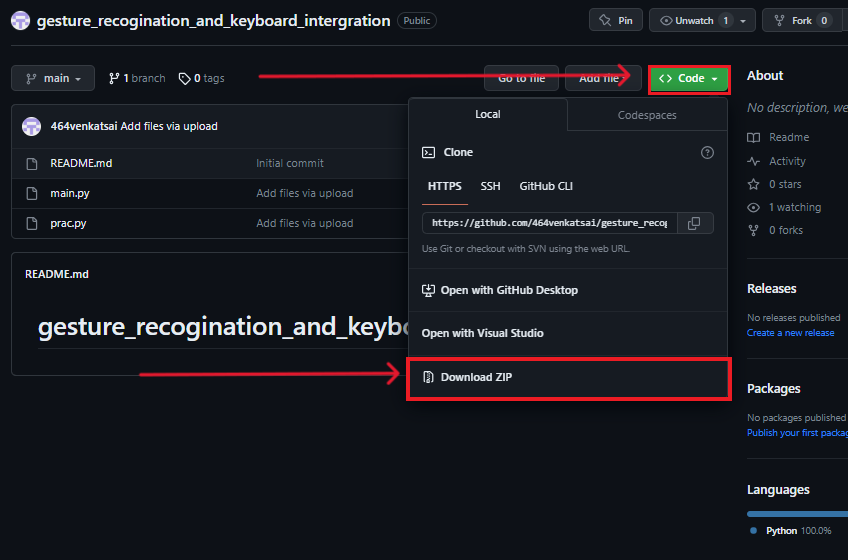 gesture_recogination_and_keyboard_intergration Public
Pin
Unwatch 1
Fork 0
main
1 branch
0 tags
Go to file
Add file
Code
464venkatsai Add files via upload
README.md Initial commit
main.py Add files via upload
prac.py Add files via upload
README.md
gesture_recogination_and_keybo
Local
Codespaces
Clone
HTTPS SSH GitHub CLI
https://github.com/464venkatsai/gesture_recog
Use Git or checkout with SVN using the web URL.
Open with GitHub Desktop
Open with Visual Studio
Download ZIP
About
No description, we
Readme
Activity
0 stars
1 watching
0 forks
Releases
No releases published
Create a new release
Packages
No packages published
Publish your first packag
Languages
Python 100.0%